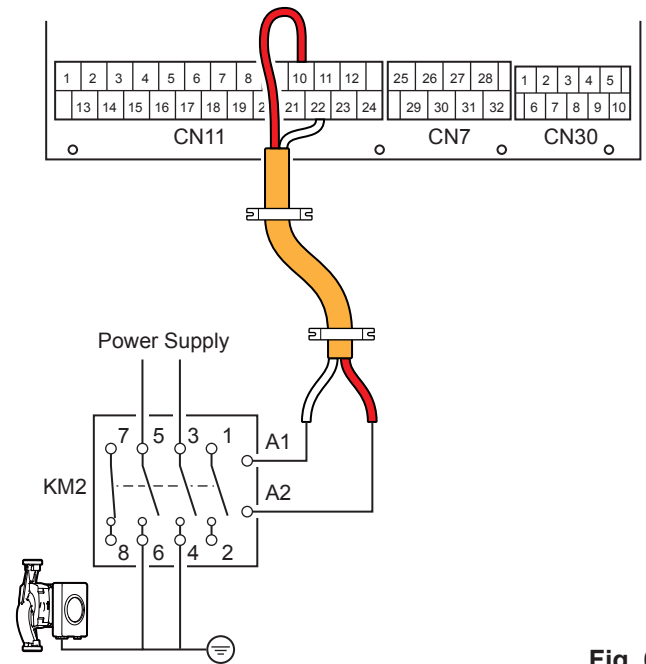 1 2 3 4 5 6 7 8 10 11 12 25 26 27 28 1 2 3 4 5
13 14 15 16 17 18 19 21 22 23 24 29 30 31 32 6 7 8 9 10
CN11 CN7 CN30
Power Supply
7 5 3 1 A1
KM2 A2
8 6 4 2
Fig.